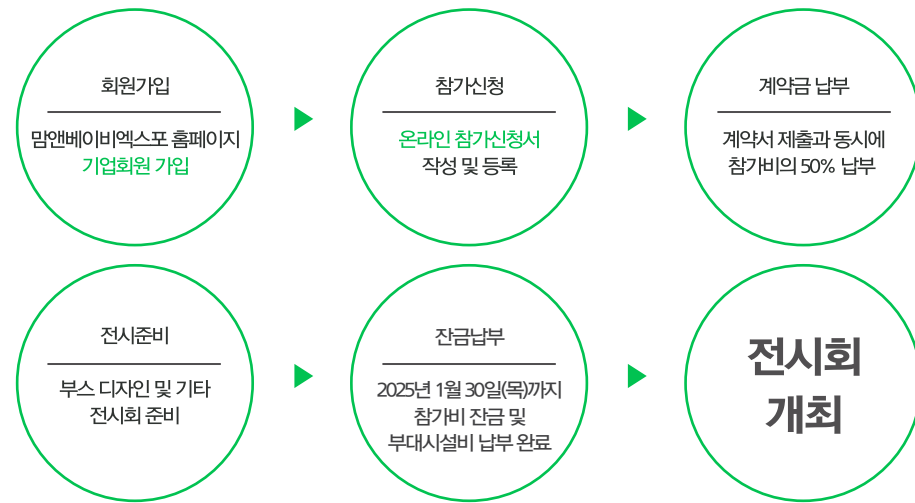 회원가입
맘앤베이비엑스포 홈페이지
기업회원 가입
참가신청
온라인 참가신청서
작성 및 등록
계약금 납부
계약서 제출과 동시에
참가비의 50% 납부
전시준비
부스 디자인 및 기타
전시회 준비
잔금납부
2025년 1월 30일(목)까지
참가비 잔금 및
부대시설비 납부 완료
전시회
개최